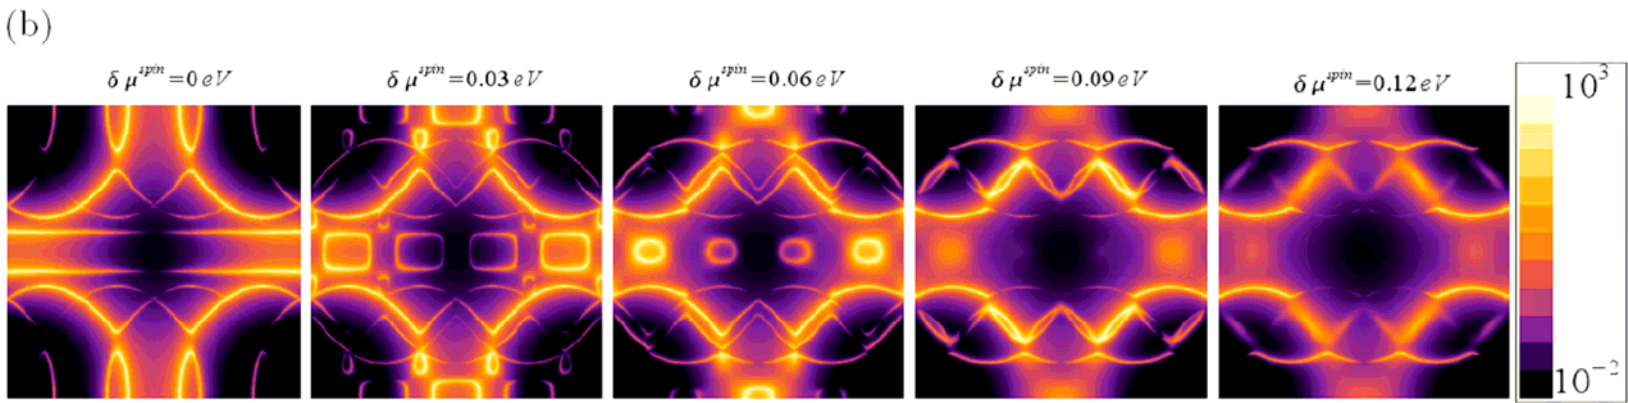 (b)
δ μ^spin=0 eV
δ μ^spin=0.03 eV
δ μ^spin=0.06 eV
δ μ^spin=0.09 eV
δ μ^spin=0.12 eV
10^3
10^-2